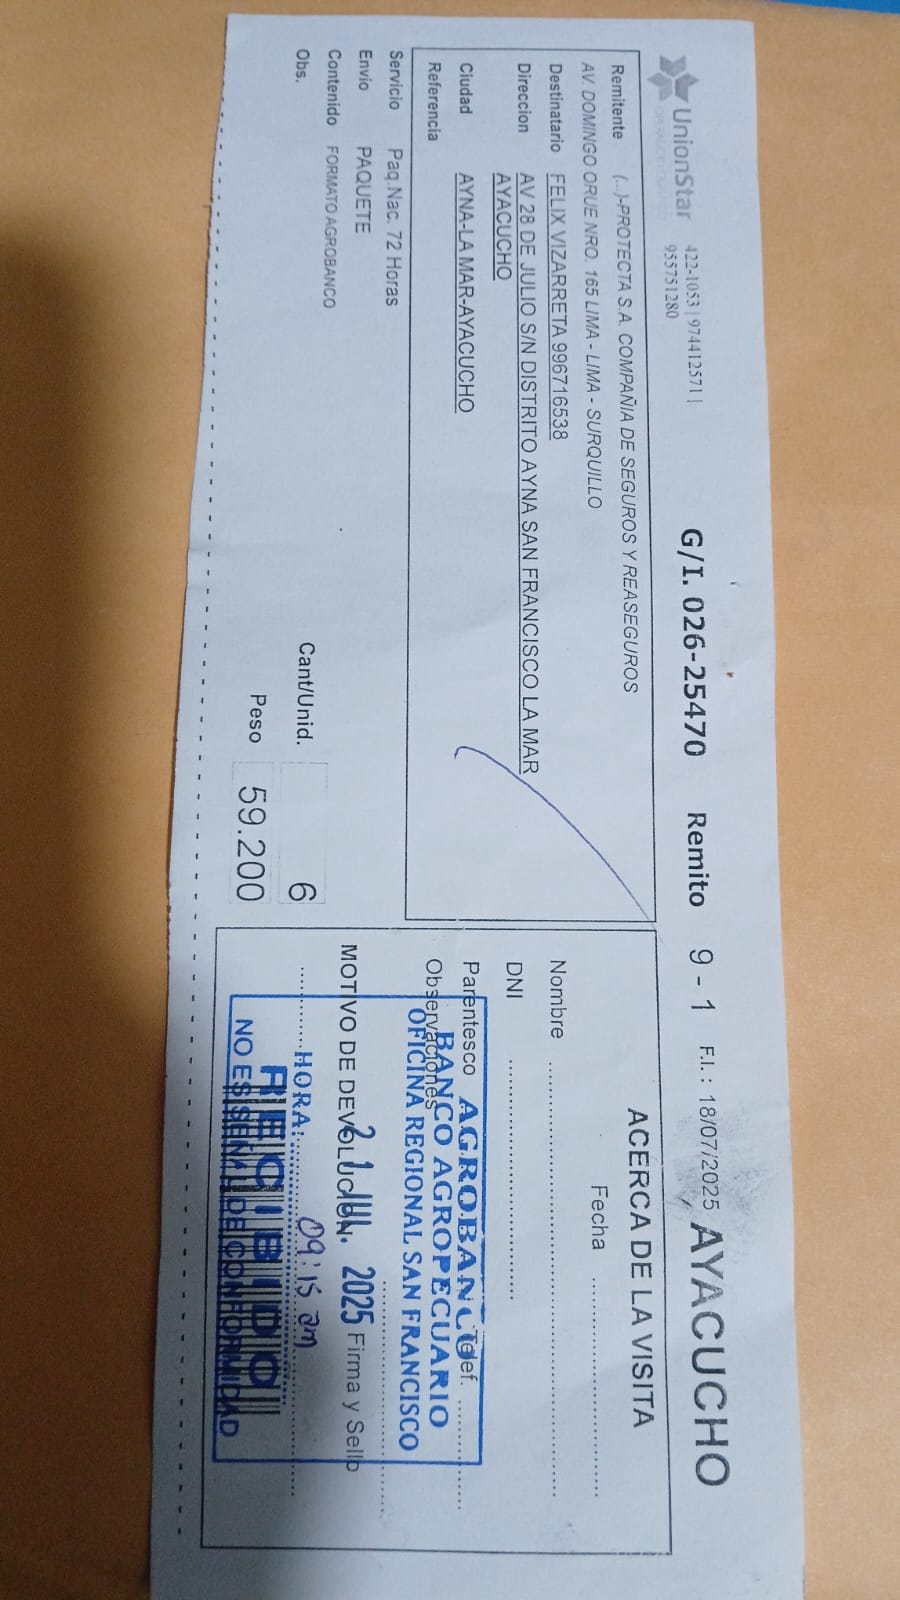 UnionStar
422-1053 | 974412571 |
955751280
G/I. 026-25470 Remito 9 - 1 F.I.: 18/07/2025 AYACUCHO
Remitente (...)-PROTECTA S.A. COMPAÑIA DE SEGUROS Y REASEGUROS
AV. DOMINGO ORUE NRO. 165 LIMA - LIMA - SURQUILLO
Destinatario FELIX VIZARRETA 996716538
Direccion AV 28 DE JULIO S/N DISTRITO AYNA SAN FRANCISCO LA MAR
AYACUCHO
Ciudad AYNA-LA MAR-AYACUCHO
Referencia
Servicio Paq.Nac. 72 Horas
Envio PAQUETE
Contenido FORMATO AGROBANCO
Obs.
Cant/Unid. 6
Peso 59.200
ACERCA DE LA VISITA
Fecha
Nombre
DNI
Parentesco
Telef.
Observaciones
MOTIVO DE DEVOLUCION
Firma y Sello
AGROBANCO
BANCO AGROPECUARIO
OFICINA REGIONAL SAN FRANCISCO
21 JUL. 2025
HORA: 09:15 am
RECIBIDO
NO ES SEÑAL DE CONFORMIDAD